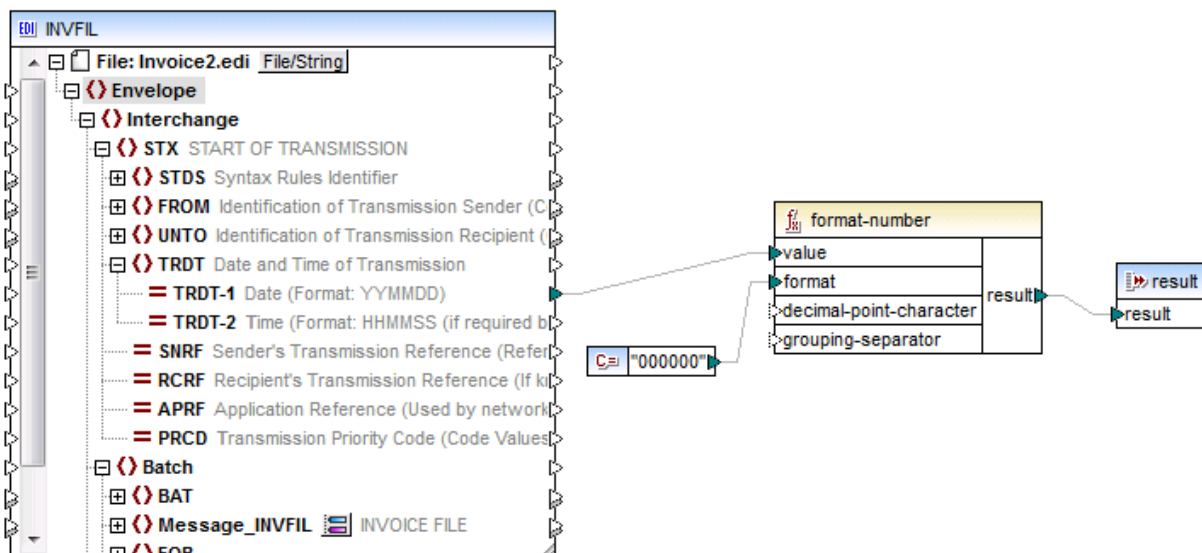 EDI INVFIL
File: Invoice2.edi File/String
Envelope
Interchange
STX START OF TRANSMISSION
STDS Syntax Rules Identifier
FROM Identification of Transmission Sender (C
UNTO Identification of Transmission Recipient (
TRDT Date and Time of Transmission
TRDT-1 Date (Format: YYMMDD)
TRDT-2 Time (Format: HHMMSS (if required b
SNRF Sender's Transmission Reference (Refer
RCRF Recipient's Transmission Reference (If k
APRF Application Reference (Used by network
PRCD Transmission Priority Code (Code Values
Batch
BAT
Message_INVFIL INVOICE FILE
EOB
C= "000000"
format-number
value
format
decimal-point-character
grouping-separator
result
result
result